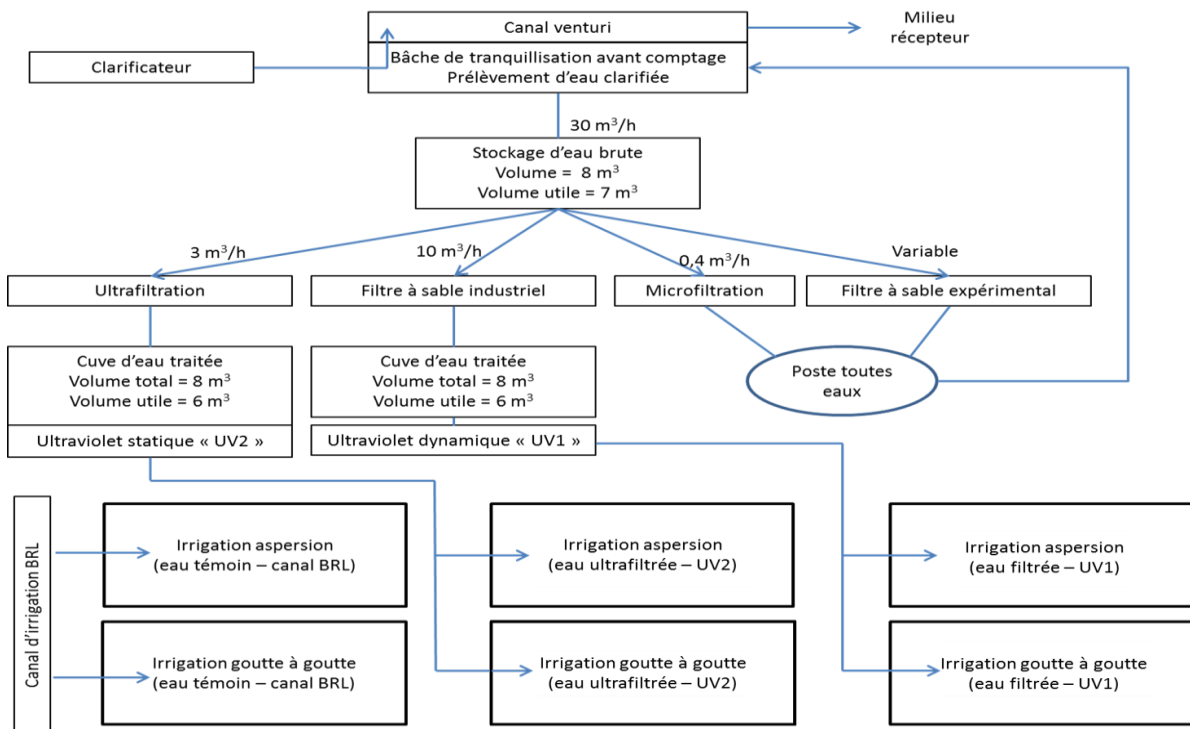 Canal venturi
Milieu
récepteur
Clarificateur
Bâche de tranquillisation avant comptage
Prélèvement d'eau clarifiée
30 m³/h
Stockage d'eau brute
Volume = 8 m³
Volume utile = 7 m³
3 m³/h
10 m³/h
0,4 m³/h
Variable
Ultrafiltration
Filtre à sable industriel
Microfiltration
Filtre à sable expérimental
Cuve d'eau traitée
Volume total = 8 m³
Volume utile = 6 m³
Cuve d'eau traitée
Volume total = 8 m³
Volume utile = 6 m³
Poste toutes
eaux
Ultraviolet statique « UV2 »
Ultraviolet dynamique « UV1 »
Canal d'irrigation BRL
Irrigation aspersion
(eau témoin – canal BRL)
Irrigation aspersion
(eau ultrafiltrée – UV2)
Irrigation aspersion
(eau filtrée – UV1)
Irrigation goutte à goutte
(eau témoin – canal BRL)
Irrigation goutte à goutte
(eau ultrafiltrée – UV2)
Irrigation goutte à goutte
(eau filtrée – UV1)